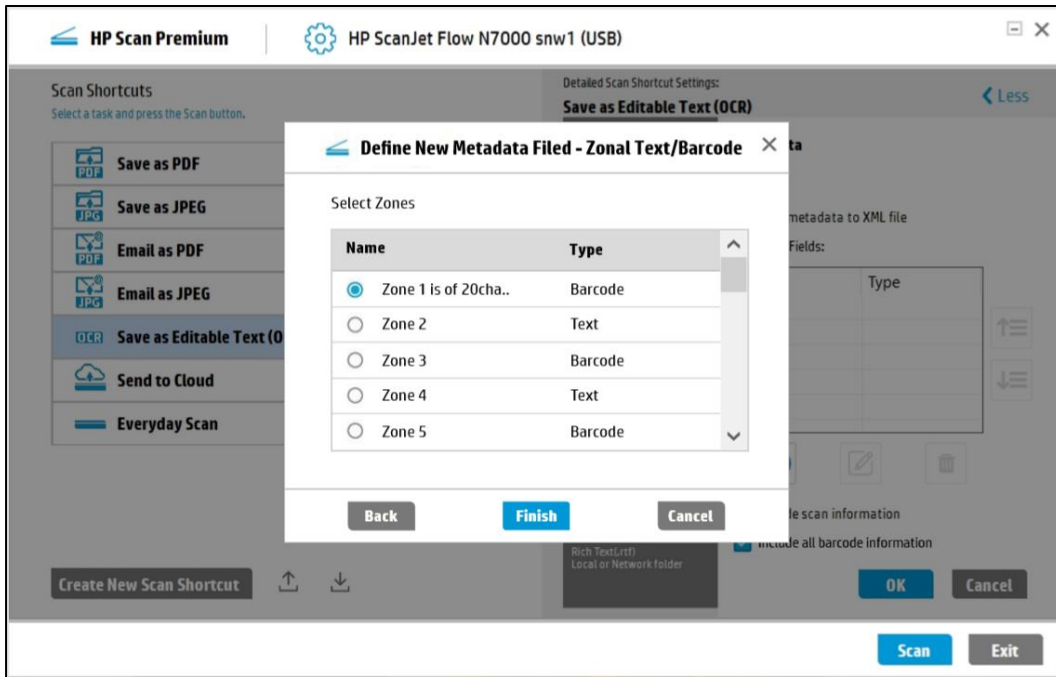 HP Scan Premium
HP ScanJet Flow N7000 snw1 (USB)
Scan Shortcuts
Select a task and press the Scan button.
Save as PDF
Save as JPEG
Email as PDF
Email as JPEG
OCR Save as Editable Text (O
Send to Cloud
Everyday Scan
Create New Scan Shortcut
Detailed Scan Shortcut Settings:
Save as Editable Text (OCR)
Less
ta
metadata to XML file
Fields:
Type
Define New Metadata Filed - Zonal Text/Barcode
Select Zones
Name Type
Zone 1 is of 20cha.. Barcode
Zone 2 Text
Zone 3 Barcode
Zone 4 Text
Zone 5 Barcode
Back Finish Cancel
de scan information
Include all barcode information
Rich Text(.rtf)
Local or Network folder
OK Cancel
Scan Exit